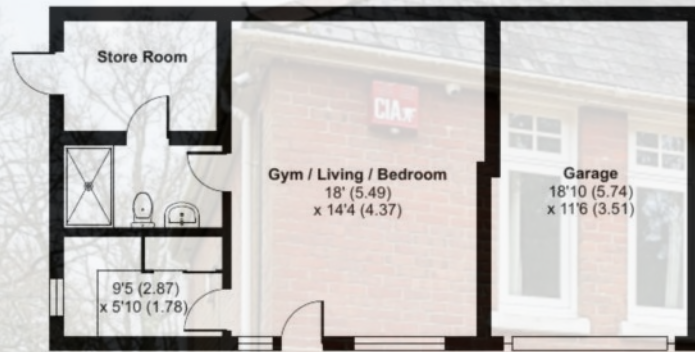 Store Room
CIA
Gym / Living / Bedroom
18' (5.49)
x 14'4 (4.37)
Garage
18'10 (5.74)
x 11'6 (3.51)
9'5 (2.87)
x 5'10 (1.78)